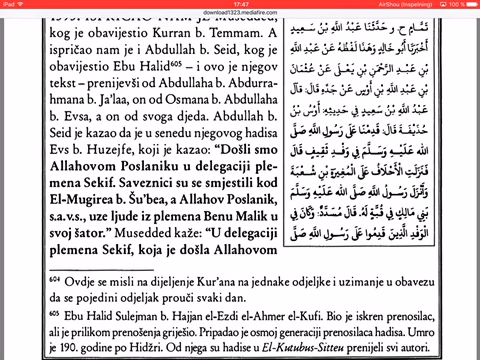 iPad
17:47
AirShou (Inspelning)
100 %
download1323.mediafire.com
kog je obavijestio Kurran b. Temmam. A
ispričao nam je i Abdullah b. Seid, kog je
obavijestio Ebu Halid⁶⁰⁵ – i ovo je njegov
tekst – prenijevši od Abdullaha b. Abdurra-
hmana b. Ja'laa, on od Osmana b. Abdullaha
b. Evsa, a on od svoga djeda. Abdullah b.
Seid je kazao da je u senedu njegovog hadisa
Evs b. Huzejfe, koji je kazao: "Došli smo
Allahovom Poslaniku u delegaciji ple-
mena Sekif. Saveznici su se smjestili kod
El-Mugirea b. Šu'bea, a Allahov Poslanik,
s.a.v.s., uze ljude iz plemena Benu Malik u
svoj šator." Musedded kaže: "U delegaciji
plemena Sekif, koja je došla Allahovom
تَمَّامٍ ح و حَدَّثَنَا عَبْدُ اللَّهِ بْنُ سَعِيدٍ
أَخْبَرَنَا أَبُو خَالِدٍ وَهَذَا لَفْظُهُ عَنْ عَبْدِ اللَّهِ
بْنِ عَبْدِ الرَّحْمَنِ بْنِ يَعْلَى عَنْ عُثْمَانَ
بْنِ عَبْدِ اللَّهِ بْنِ أَوْسٍ عَنْ جَدِّهِ قَالَ
عَبْدُ اللَّهِ بْنُ سَعِيدٍ فِي حَدِيثِهِ أَوْسُ بْنُ
حُذَيْفَةَ قَالَ: قَدِمْنَا عَلَى رَسُولِ اللَّهِ صَلَّى
اللَّه عَلَيْهِ وَسَلَّمَ فِي وَفْدِ ثَقِيفٍ قَالَ
فَنَزَلَتْ الْأَحْلَافُ عَلَى الْمُغِيرَةِ بْنِ شُعْبَةَ
وَأَنْزَلَ رَسُولُ اللَّهِ صَلَّى اللَّه عَلَيْهِ وَسَلَّمَ
بَنِي مَالِكٍ فِي قُبَّةٍ لَهُ. قَالَ مُسَدَّدٌ: وَكَانَ فِي
الْوَفْدِ الَّذِينَ قَدِمُوا عَلَى رَسُولِ اللَّهِ صَلَّى
⁶⁰⁴ Ovdje se misli na dijeljenje Kur'ana na jednake odjeljke i uzimanje u obavezu
da se pojedini odjeljak prouči svaki dan.
⁶⁰⁵ Ebu Halid Sulejman b. Hajjan el-Ezdi el-Ahmer el-Kufi. Bio je iskren prenosilac,
ali je prilikom prenošenja griješio. Pripadao je osmoj generaciji prenosilaca hadisa. Umro
je 190. godine po Hidžri. Od njega su hadise u El-Kutubus-Sitteu prenijeli svi autori.